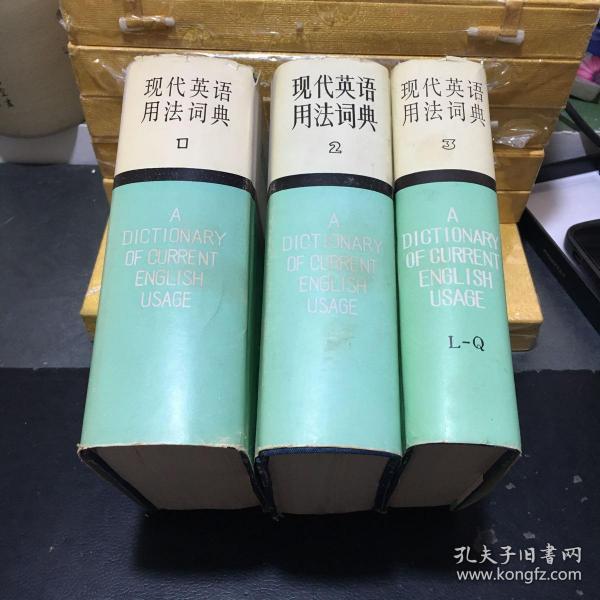 现代英语
用法词典
1
A
DICTIONARY
OF CURRENT
ENGLISH
USAGE
现代英语
用法词典
2
A
DICTIONARY
OF CURRENT
ENGLISH
USAGE
现代英语
用法词典
3
A
DICTIONARY
OF CURRENT
ENGLISH
USAGE
L-Q
孔夫子旧书网
www.kongfz.com